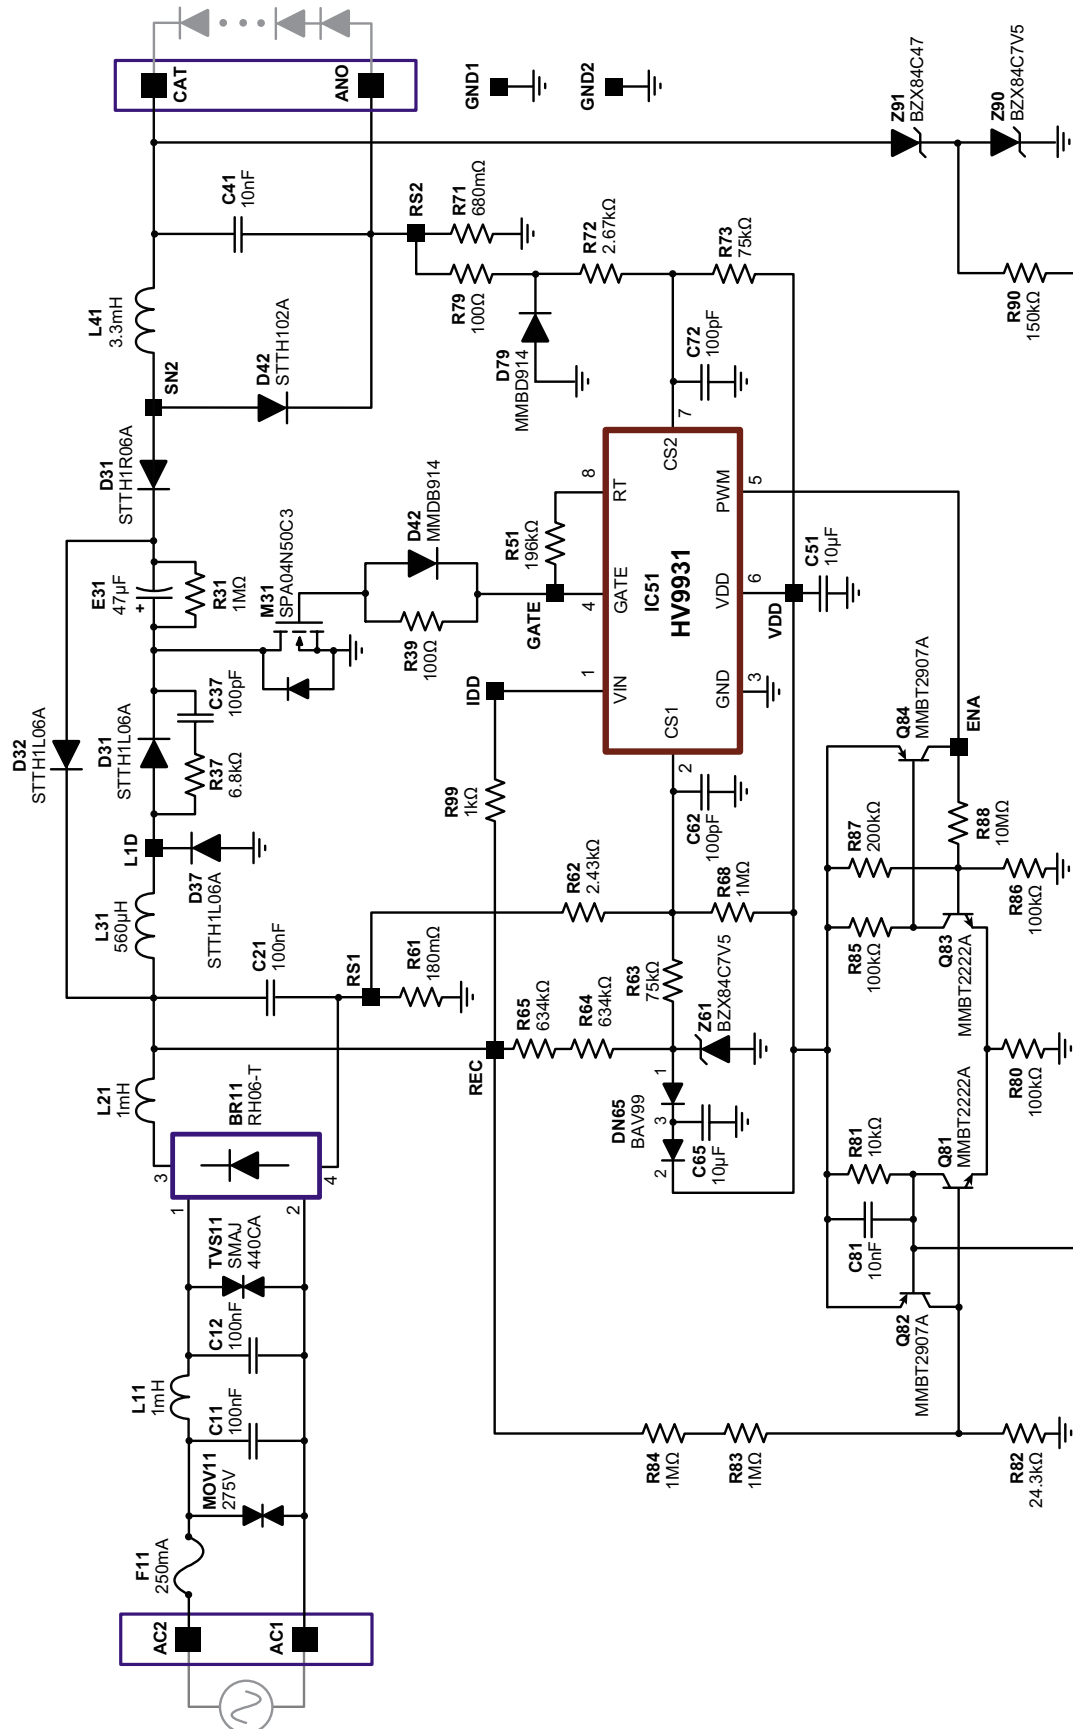 AC2
AC1
F11
250mA
MOV11
275V
C11
100nF
L11
1mH
C12
100nF
TVS11
SMAJ
440CA
1
2
3
4
BR11
RH06-T
L21
1mH
C21
100nF
RS1
R61
180mΩ
L31
560µH
L1D
D37
STTH1L06A
D32
STTH1L06A
D31
STTH1L06A
R37
6.8kΩ
C37
100pF
E31
47µF
+
R31
1MΩ
M31
SPA04N50C3
D31
STTH1R06A
SN2
D42
STTH102A
L41
3.3mH
C41
10nF
CAT
ANO
GND1
GND2
RS2
R71
680mΩ
R79
100Ω
D79
MMBD914
R72
2.67kΩ
R73
75kΩ
C72
100pF
Z91
BZX84C47
Z90
BZX84C7V5
R90
150kΩ
R39
100Ω
D42
MMDB914
GATE
R51
196kΩ
IDD
R99
1kΩ
REC
R65
634kΩ
R64
634kΩ
R62
2.43kΩ
R63
75kΩ
R68
1MΩ
C62
100pF
Z61
BZX84C7V5
DN65
BAV99
1
3
2
C65
10µF
1
VIN
4
GATE
8
RT
IC51
HV9931
2
CS1
7
CS2
3
GND
6
VDD
5
PWM
VDD
C51
10µF
R84
1MΩ
R83
1MΩ
R82
24.3kΩ
Q82
MMBT2907A
C81
10nF
R81
10kΩ
Q81
MMBT2222A
R80
100kΩ
Q83
MMBT2222A
R85
100kΩ
R87
200kΩ
R86
100kΩ
R88
10MΩ
Q84
MMBT2907A
ENA